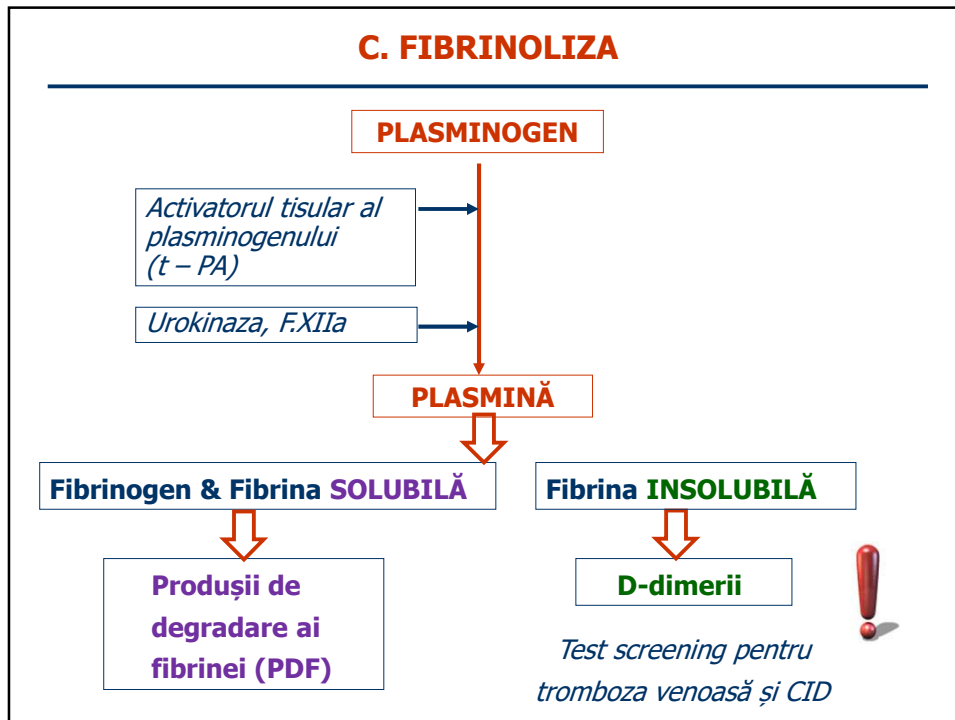 C. FIBRINOLIZA
PLASMINOGEN
Activatorul tisular al
plasminogenului
(t – PA)
Urokinaza, F.XIIa
PLASMINĂ
Fibrinogen & Fibrina SOLUBILĂ
Fibrina INSOLUBILĂ
Produșii de
degradare ai
fibrinei (PDF)
D-dimerii
Test screening pentru
tromboza venoasă și CID